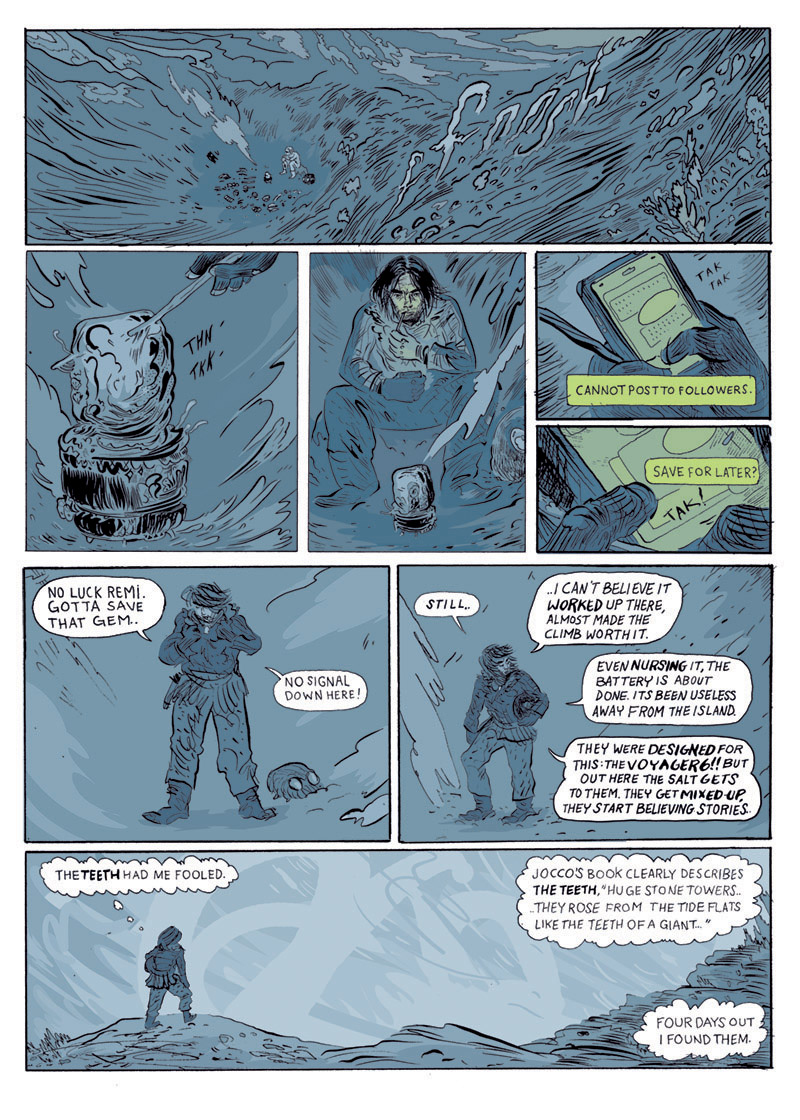 FOOSH
THN-
TKK-
TAK
TAK
CANNOT POST TO FOLLOWERS.
SAVE FOR LATER?
TAK!
NO LUCK REMI.
GOTTA SAVE
THAT GEM..
NO SIGNAL
DOWN HERE!
STILL..
..I CAN'T BELIEVE IT
WORKED UP THERE,
ALMOST MADE THE
CLIMB WORTH IT.
EVEN NURSING IT, THE
BATTERY IS ABOUT
DONE. ITS BEEN USELESS
AWAY FROM THE ISLAND.
THEY WERE DESIGNED FOR
THIS: THE VOYAGER6!! BUT
OUT HERE THE SALT GETS
TO THEM. THEY GET MIXED-UP,
THEY START BELIEVING STORIES.
THE TEETH HAD ME FOOLED.
JOCCO'S BOOK CLEARLY DESCRIBES
THE TEETH, "HUGE STONE TOWERS..
..THEY ROSE FROM THE TIDE FLATS
LIKE THE TEETH OF A GIANT..."
FOUR DAYS OUT
I FOUND THEM.